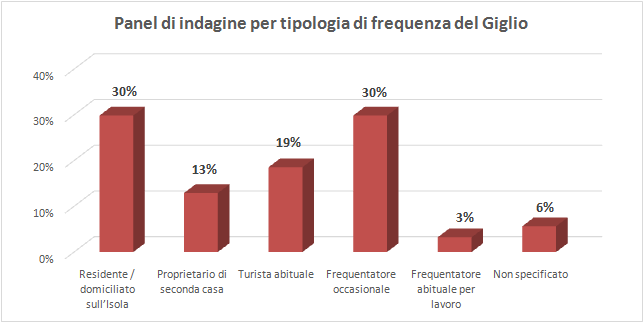 Panel di indagine per tipologia di frequenza del Giglio
40%
30%
20%
10%
0%
30%
13%
19%
30%
3%
6%
Residente /
domiciliato
sull'Isola
Proprietario di
seconda casa
Turista abituale
Frequentatore
occasionale
Frequentatore
abituale per
lavoro
Non specificato